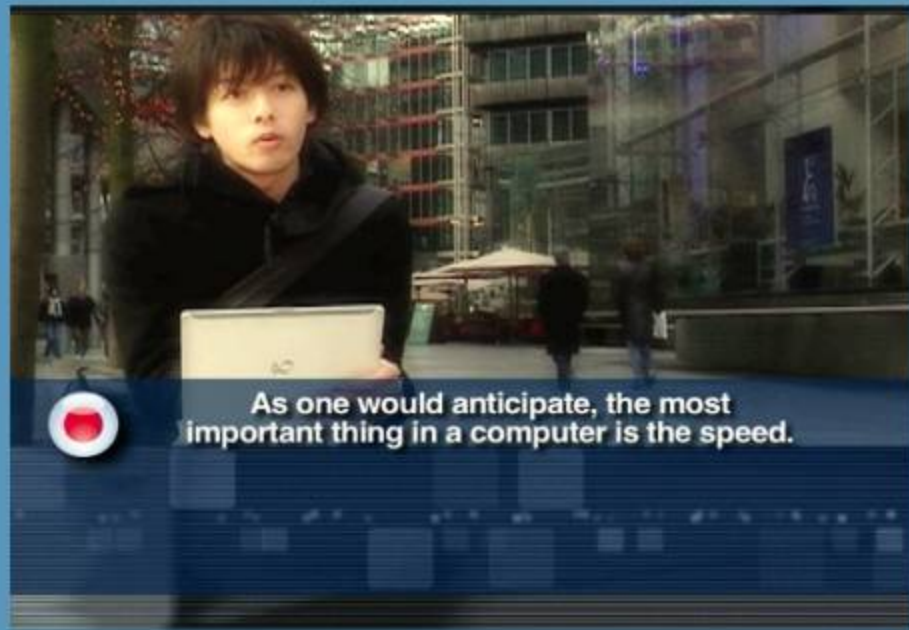 As one would anticipate, the most
important thing in a computer is the speed.